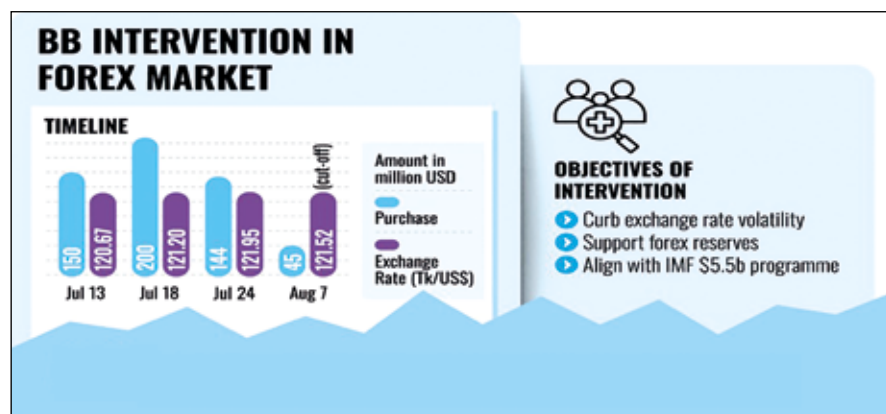 BB INTERVENTION IN
FOREX MARKET
TIMELINE
150
120.67
200
121.20
144
121.95
45
121.52
(cut-off)
Jul 13
Jul 18
Jul 24
Aug 7
Amount in
million USD
Purchase
Exchange
Rate (Tk/US$)
OBJECTIVES OF
INTERVENTION
Curb exchange rate volatility
Support forex reserves
Align with IMF $5.5b programme